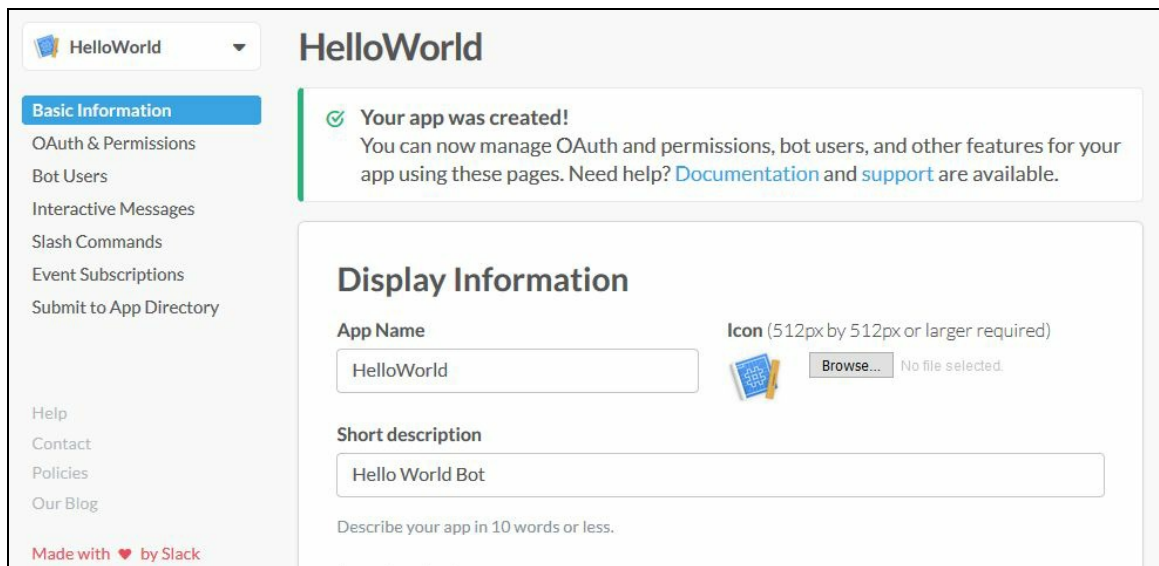 HelloWorld
Basic Information
OAuth & Permissions
Bot Users
Interactive Messages
Slash Commands
Event Subscriptions
Submit to App Directory
Help
Contact
Policies
Our Blog
Made with ♥ by Slack
HelloWorld
Your app was created!
You can now manage OAuth and permissions, bot users, and other features for your
app using these pages. Need help? Documentation and support are available.
Display Information
App Name
HelloWorld
Icon (512px by 512px or larger required)
Browse... No file selected.
Short description
Hello World Bot
Describe your app in 10 words or less.